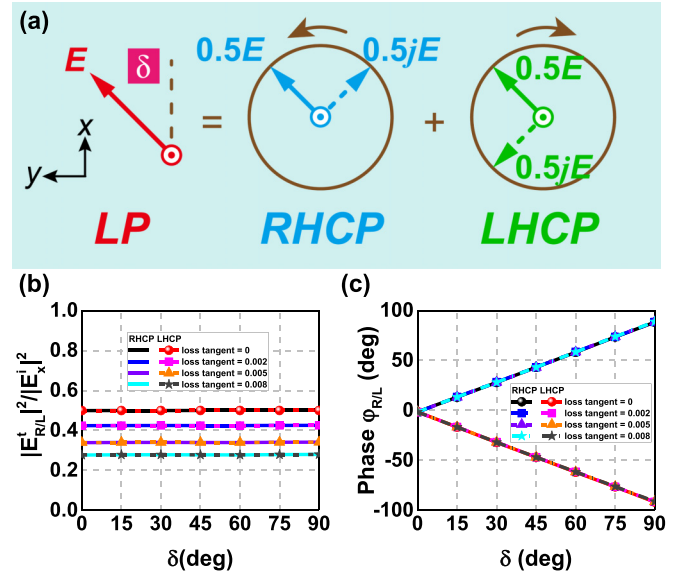 (a)
E
δ
x
y
LP
=
0.5E
0.5jE
RHCP
+
0.5E
0.5jE
LHCP
(b)
|E^t_{R/L}|^2/|E^i_x|^2
1.0
0.8
0.6
0.4
0.2
0.0
RHCP LHCP
loss tangent = 0
loss tangent = 0.002
loss tangent = 0.005
loss tangent = 0.008
0 15 30 45 60 75 90
δ(deg)
(c)
Phase φ_{R/L} (deg)
100
50
0
-50
-100
RHCP LHCP
loss tangent = 0
loss tangent = 0.002
loss tangent = 0.005
loss tangent = 0.008
0 15 30 45 60 75 90
δ (deg)